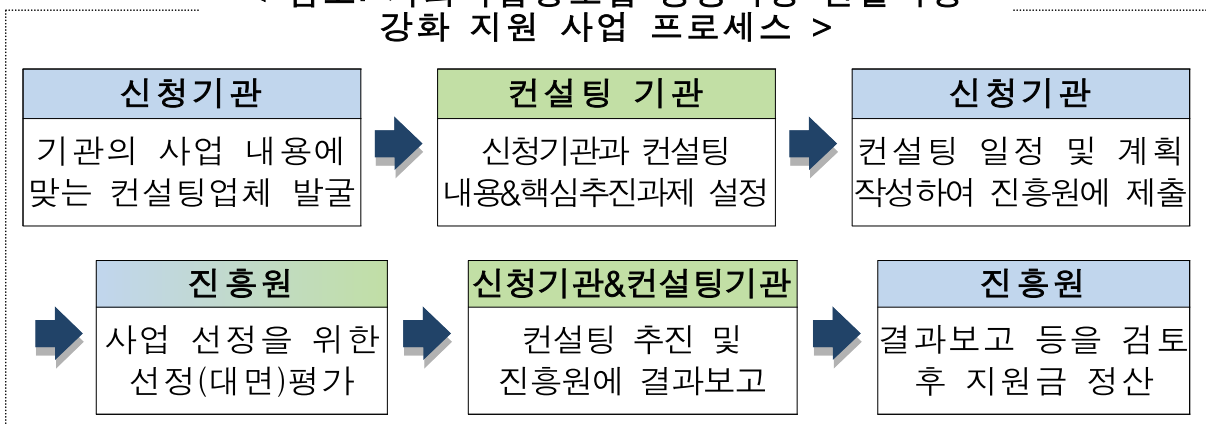 강화 지원 사업 프로세스 >
신청기관
기관의 사업 내용에
맞는 컨설팅업체 발굴
컨설팅 기관
신청기관과 컨설팅
내용&핵심추진과제 설정
신청기관
컨설팅 일정 및 계획
작성하여 진흥원에 제출
진흥원
사업 선정을 위한
선정(대면)평가
신청기관&컨설팅기관
컨설팅 추진 및
진흥원에 결과보고
진흥원
결과보고 등을 검토
후 지원금 정산